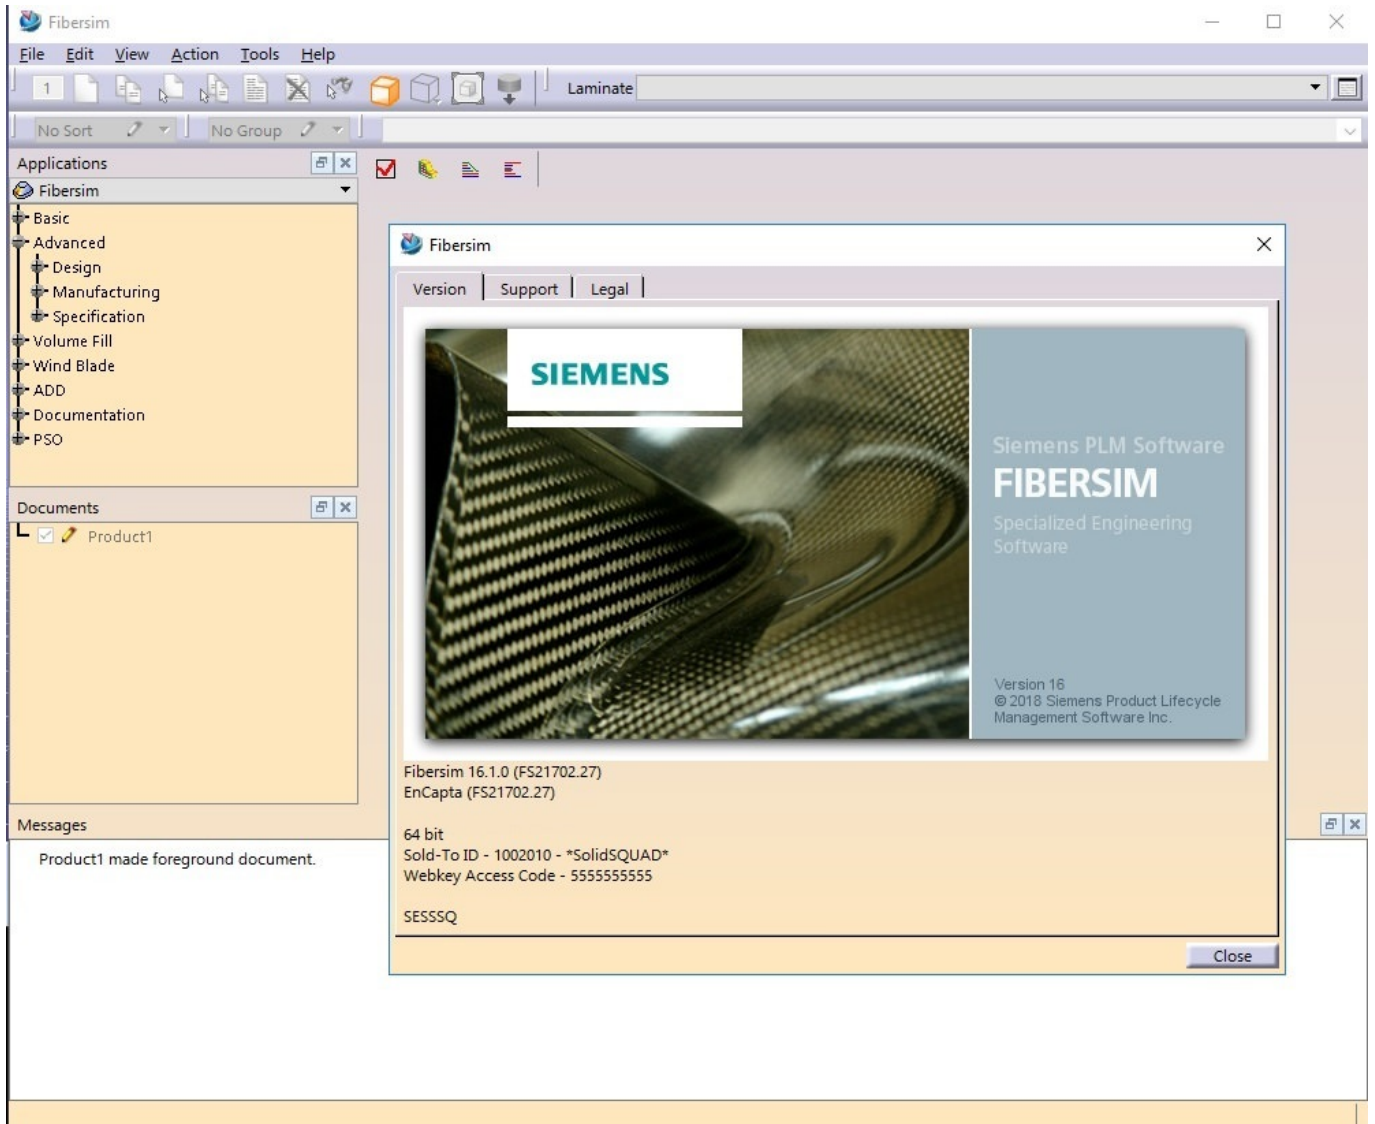 Fibersim
File Edit View Action Tools Help
1
Laminate
No Sort No Group
Applications
Fibersim
Basic
Advanced
Design
Manufacturing
Specification
Volume Fill
Wind Blade
ADD
Documentation
PSO
Documents
Product1
Messages
Product1 made foreground document.
Fibersim
Version Support Legal
SIEMENS
Siemens PLM Software
FIBERSIM
Specialized Engineering
Software
Version 16
© 2018 Siemens Product Lifecycle
Management Software Inc.
Fibersim 16.1.0 (FS21702.27)
EnCapta (FS21702.27)
64 bit
Sold-To ID - 1002010 - *SolidSQUAD*
Webkey Access Code - 5555555555
SESSSQ
Close